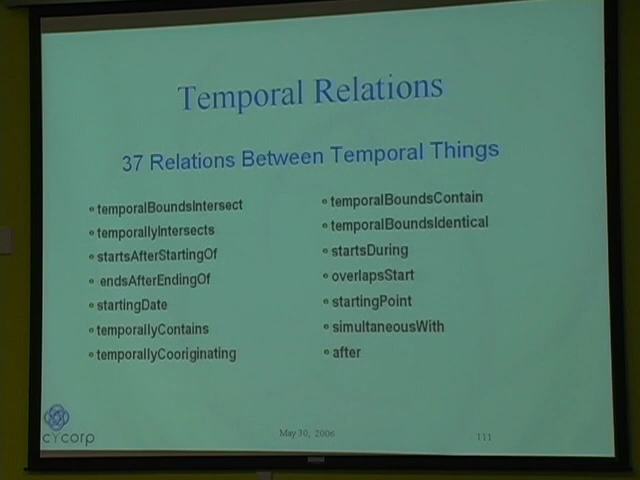 Temporal Relations
37 Relations Between Temporal Things
temporalBoundsIntersect
temporallyIntersects
startsAfterStartingOf
endsAfterEndingOf
startingDate
temporallyContains
temporallyCooriginating
temporalBoundsContain
temporalBoundsIdentical
startsDuring
overlapsStart
startingPoint
simultaneousWith
after
cycorp
May 30, 2006
111